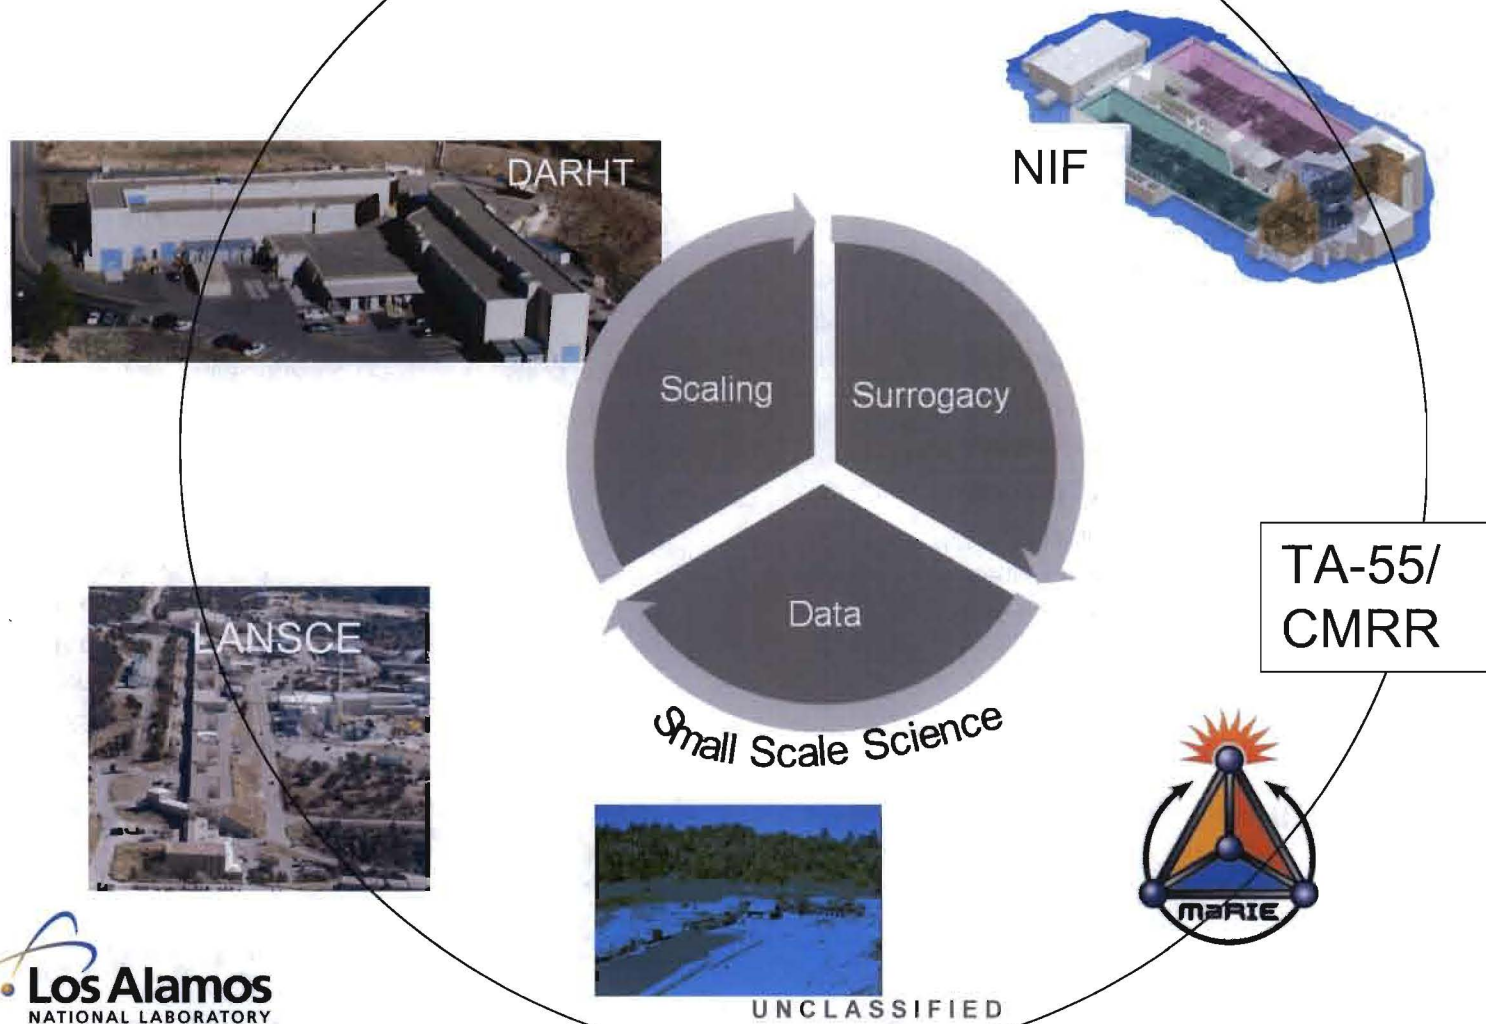 DARHT
NIF
Scaling
Surrogacy
TA-55/
CMRR
Data
LANSCE
Small Scale Science
MaRIE
Los Alamos
NATIONAL LABORATORY
UNCLASSIFIED